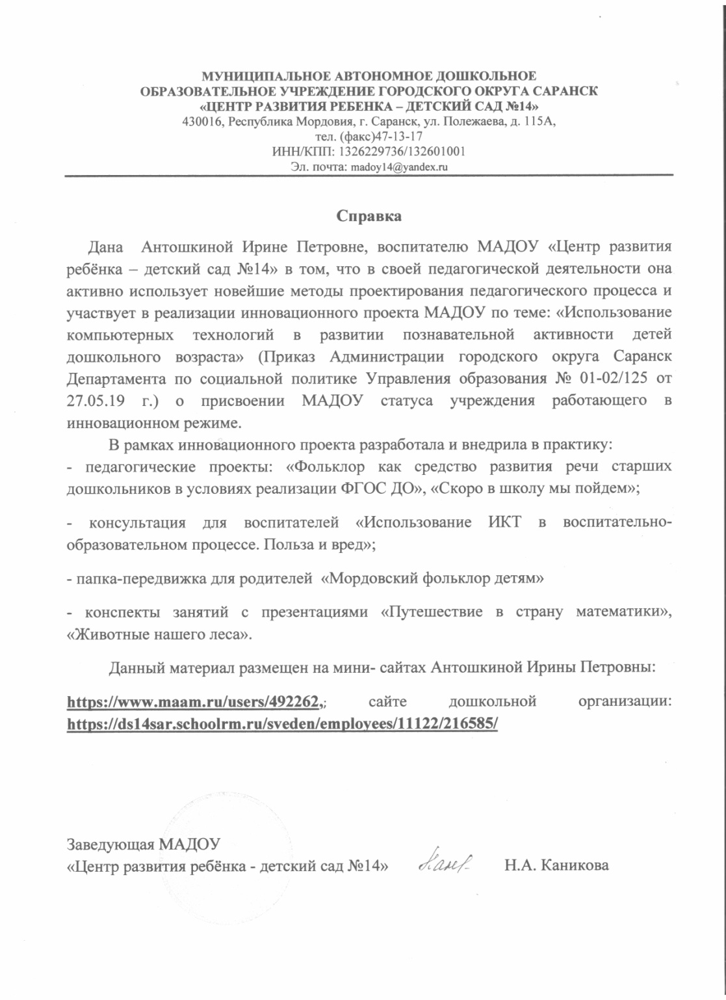 МУНИЦИПАЛЬНОЕ АВТОНОМНОЕ ДОШКОЛЬНОЕ
ОБРАЗОВАТЕЛЬНОЕ УЧРЕЖДЕНИЕ ГОРОДСКОГО ОКРУГА САРАНСК
«ЦЕНТР РАЗВИТИЯ РЕБЕНКА – ДЕТСКИЙ САД №14»
430016, Республика Мордовия, г. Саранск, ул. Полежаева, д. 115А,
тел. (факс)47-13-17
ИНН/КПП: 1326229736/132601001
Эл. почта: madoy14@yandex.ru
Справка
Дана Антошкиной Ирине Петровне, воспитателю МАДОУ «Центр развития
ребёнка – детский сад №14» в том, что в своей педагогической деятельности она
активно использует новейшие методы проектирования педагогического процесса и
участвует в реализации инновационного проекта МАДОУ по теме: «Использование
компьютерных технологий в развитии познавательной активности детей
дошкольного возраста» (Приказ Администрации городского округа Саранск
Департамента по социальной политике Управления образования № 01-02/125 от
27.05.19 г.) о присвоении МАДОУ статуса учреждения работающего в
инновационном режиме.
В рамках инновационного проекта разработала и внедрила в практику:
- педагогические проекты: «Фольклор как средство развития речи старших
дошкольников в условиях реализации ФГОС ДО», «Скоро в школу мы пойдем»;
- консультация для воспитателей «Использование ИКТ в воспитательно-
образовательном процессе. Польза и вред»;
- папка-передвижка для родителей «Мордовский фольклор детям»
- конспекты занятий с презентациями «Путешествие в страну математики»,
«Животные нашего леса».
Данный материал размещен на мини- сайтах Антошкиной Ирины Петровны:
https://www.maam.ru/users/492262,; сайте дошкольной организации:
https://ds14sar.schoolrm.ru/sveden/employees/11122/216585/
Заведующая МАДОУ
«Центр развития ребёнка - детский сад №14» Н.А. Каникова